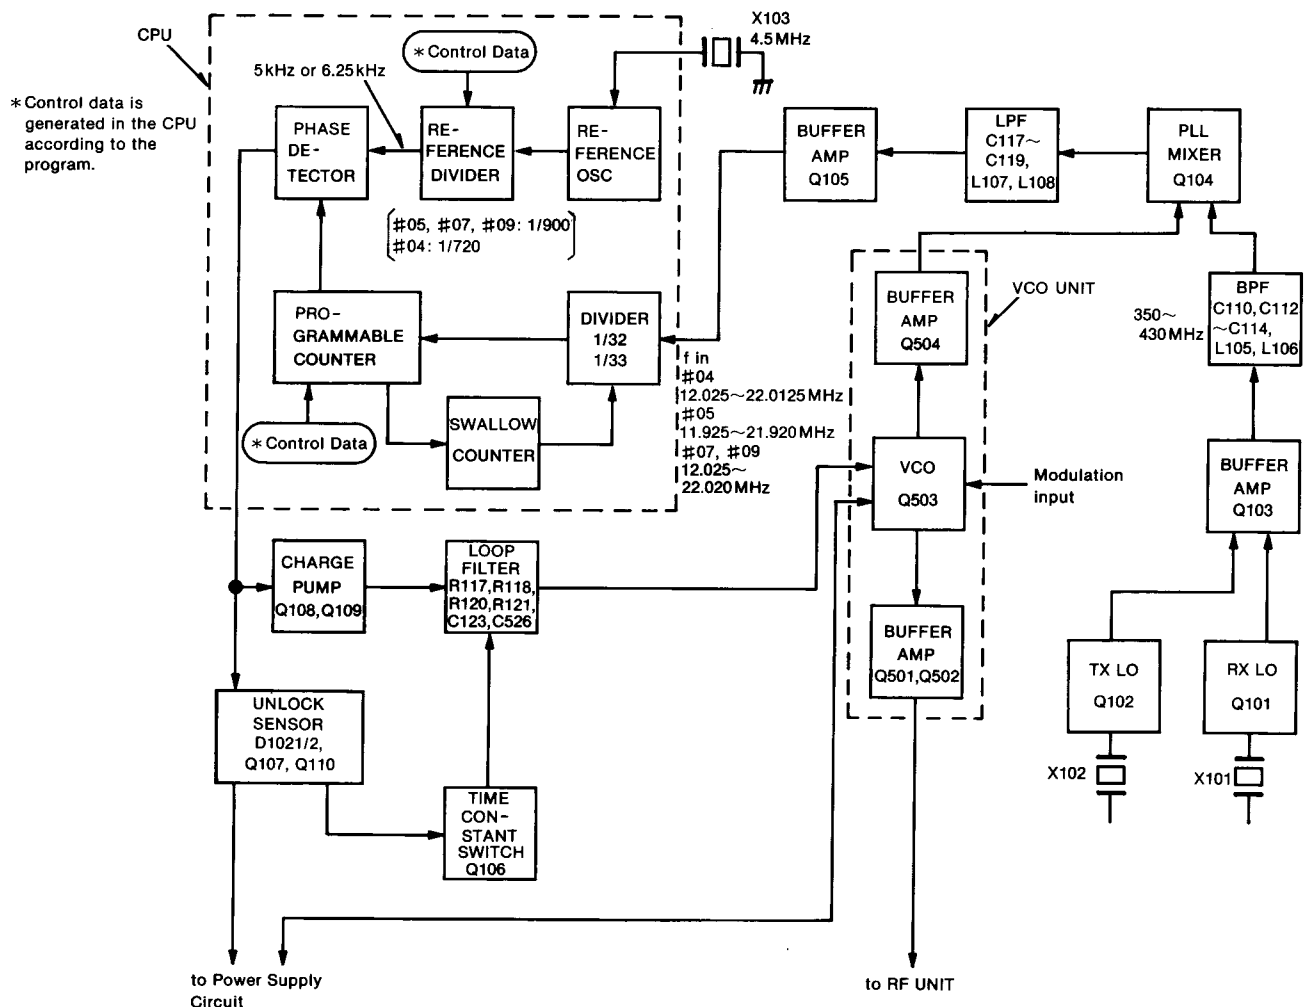 CPU
＊Control data is
generated in the CPU
according to the
program.
＊Control Data
5kHz or 6.25kHz
X103
4.5MHz
PHASE
DE-
TECTOR
RE-
FERENCE
DIVIDER
RE-
FERENCE
OSC
#05, #07, #09: 1/900
#04: 1/720
BUFFER
AMP
Q105
LPF
C117～
C119,
L107, L108
PLL
MIXER
Q104
PRO-
GRAMMABLE
COUNTER
DIVIDER
1/32
1/33
＊Control Data
SWALLOW
COUNTER
f in
#04
12.025～22.0125MHz
#05
11.925～21.920MHz
#07, #09
12.025～
22.020MHz
BUFFER
AMP
Q504
VCO UNIT
350～
430MHz
BPF
C110,C112
～C114,
L105, L106
VCO
Q503
Modulation
input
BUFFER
AMP
Q103
CHARGE
PUMP
Q108,Q109
LOOP
FILTER
R117,R118,
R120,R121,
C123,C526
BUFFER
AMP
Q501,Q502
TX LO
Q102
RX LO
Q101
UNLOCK
SENSOR
D1021/2,
Q107, Q110
X102
X101
TIME
CON-
STANT
SWITCH
Q106
to Power Supply
Circuit
to RF UNIT